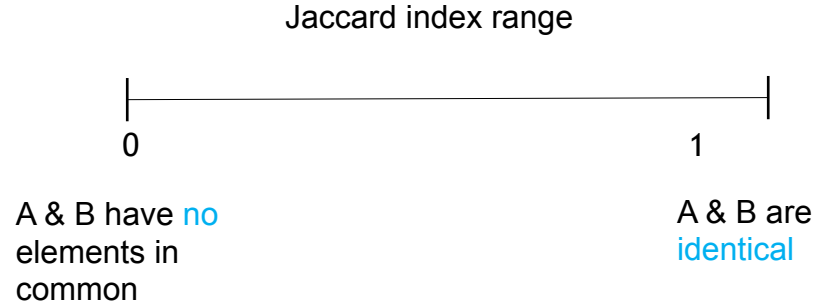 Jaccard index range
0
1
A & B have no
elements in
common
A & B are
identical